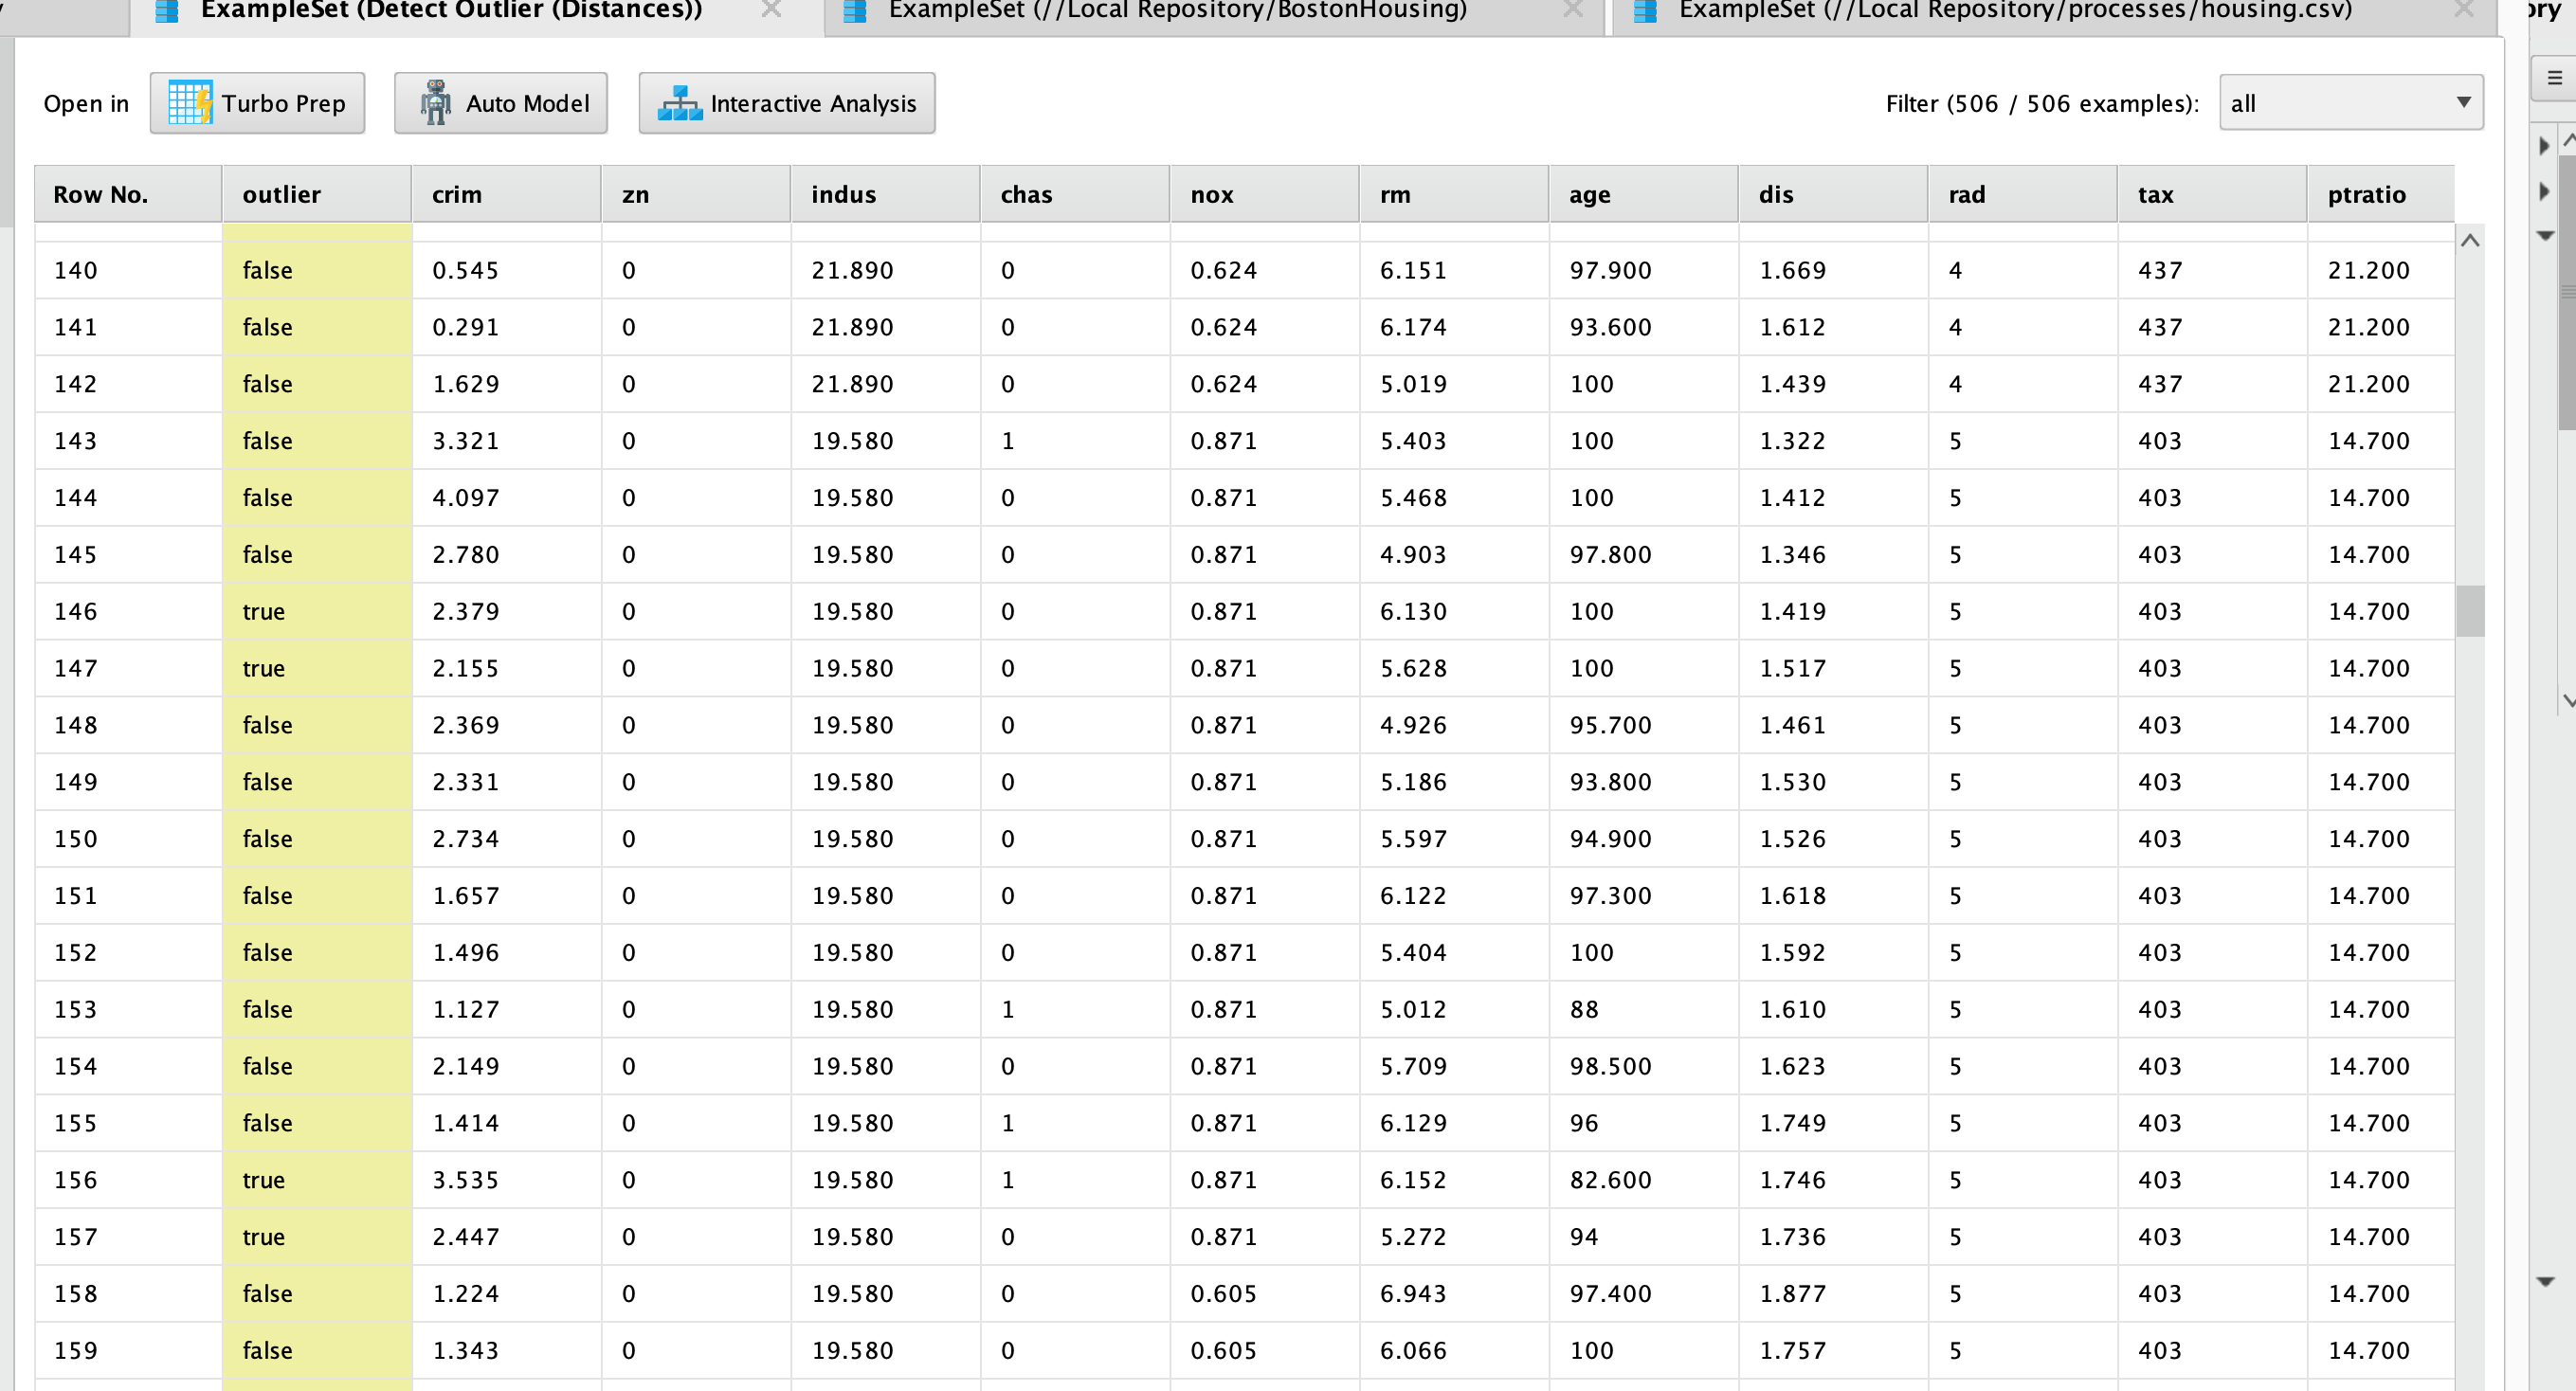 ExampleSet (Detect Outlier (Distances)) ExampleSet (//Local Repository/BostonHousing) ExampleSet (//Local Repository/processes/housing.csv) ory
Open in Turbo Prep Auto Model Interactive Analysis Filter (506 / 506 examples): all
Row No. outlier crim zn indus chas nox rm age dis rad tax ptratio
140 false 0.545 0 21.890 0 0.624 6.151 97.900 1.669 4 437 21.200
141 false 0.291 0 21.890 0 0.624 6.174 93.600 1.612 4 437 21.200
142 false 1.629 0 21.890 0 0.624 5.019 100 1.439 4 437 21.200
143 false 3.321 0 19.580 1 0.871 5.403 100 1.322 5 403 14.700
144 false 4.097 0 19.580 0 0.871 5.468 100 1.412 5 403 14.700
145 false 2.780 0 19.580 0 0.871 4.903 97.800 1.346 5 403 14.700
146 true 2.379 0 19.580 0 0.871 6.130 100 1.419 5 403 14.700
147 true 2.155 0 19.580 0 0.871 5.628 100 1.517 5 403 14.700
148 false 2.369 0 19.580 0 0.871 4.926 95.700 1.461 5 403 14.700
149 false 2.331 0 19.580 0 0.871 5.186 93.800 1.530 5 403 14.700
150 false 2.734 0 19.580 0 0.871 5.597 94.900 1.526 5 403 14.700
151 false 1.657 0 19.580 0 0.871 6.122 97.300 1.618 5 403 14.700
152 false 1.496 0 19.580 0 0.871 5.404 100 1.592 5 403 14.700
153 false 1.127 0 19.580 1 0.871 5.012 88 1.610 5 403 14.700
154 false 2.149 0 19.580 0 0.871 5.709 98.500 1.623 5 403 14.700
155 false 1.414 0 19.580 1 0.871 6.129 96 1.749 5 403 14.700
156 true 3.535 0 19.580 1 0.871 6.152 82.600 1.746 5 403 14.700
157 true 2.447 0 19.580 0 0.871 5.272 94 1.736 5 403 14.700
158 false 1.224 0 19.580 0 0.605 6.943 97.400 1.877 5 403 14.700
159 false 1.343 0 19.580 0 0.605 6.066 100 1.757 5 403 14.700